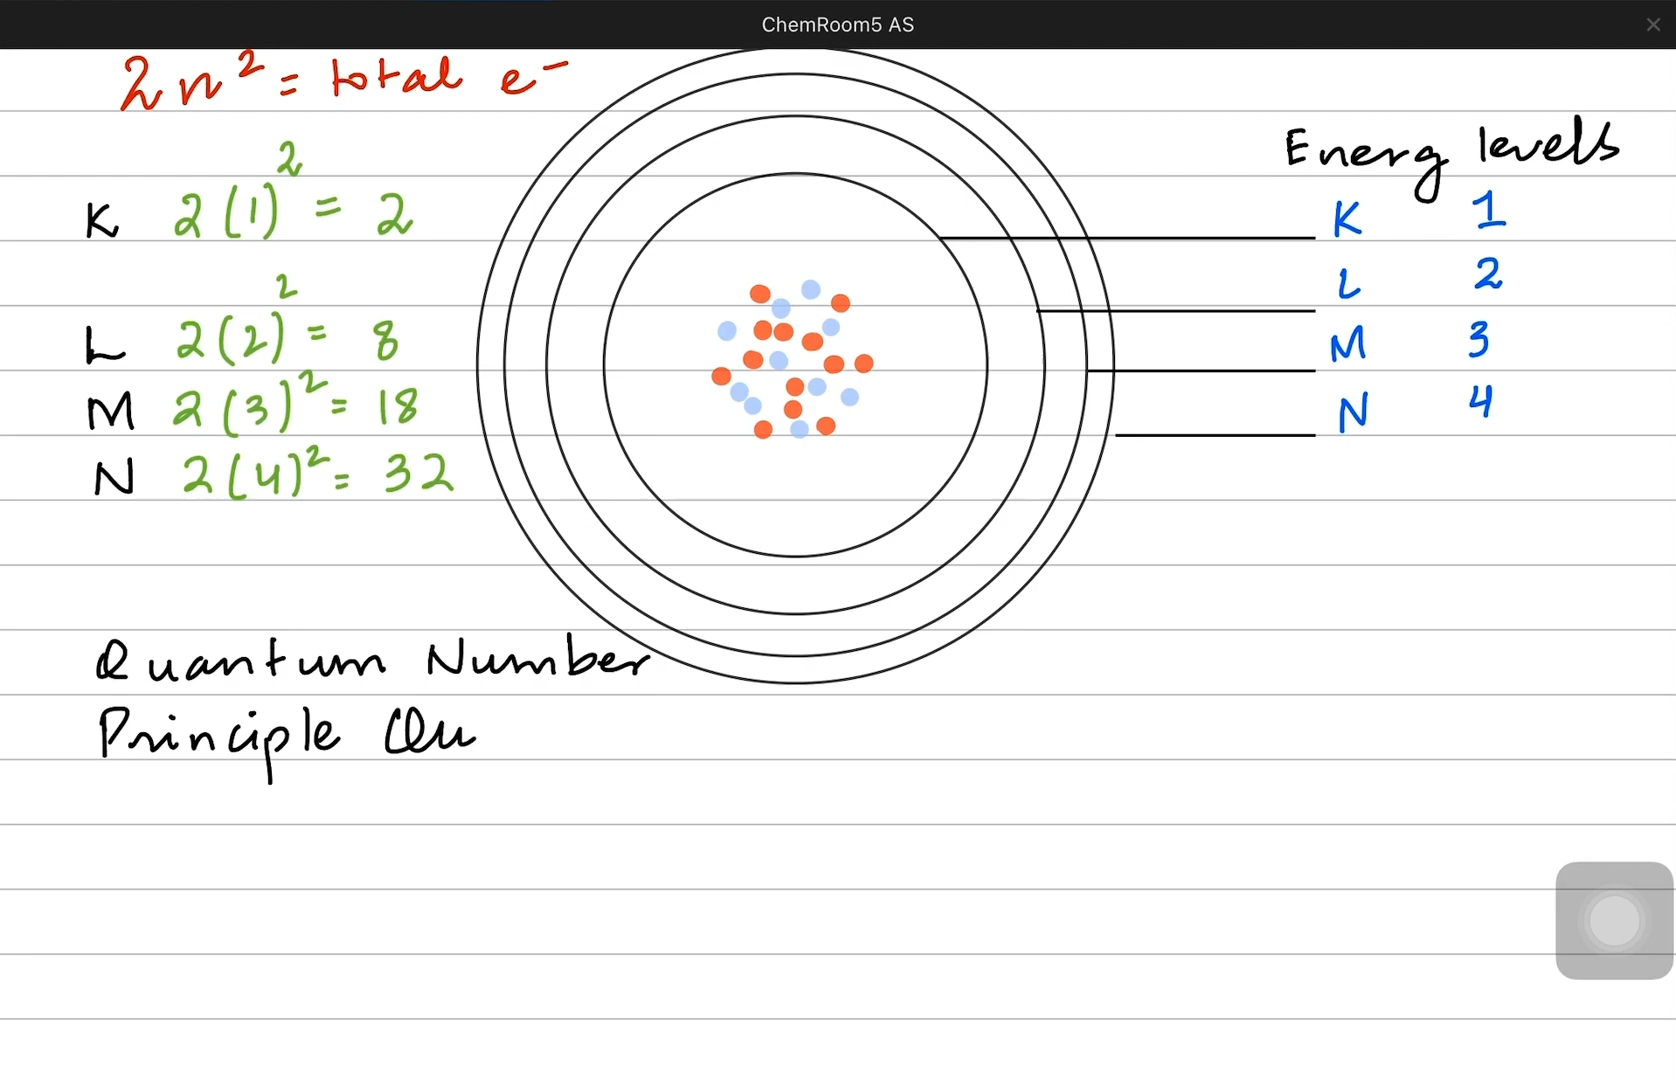 ChemRoom5 AS
2n² = total e⁻
K 2(1)² = 2
L 2(2)² = 8
M 2(3)² = 18
N 2(4)² = 32
Energ levels
K 1
L 2
M 3
N 4
Quantum Number
Principle Qu